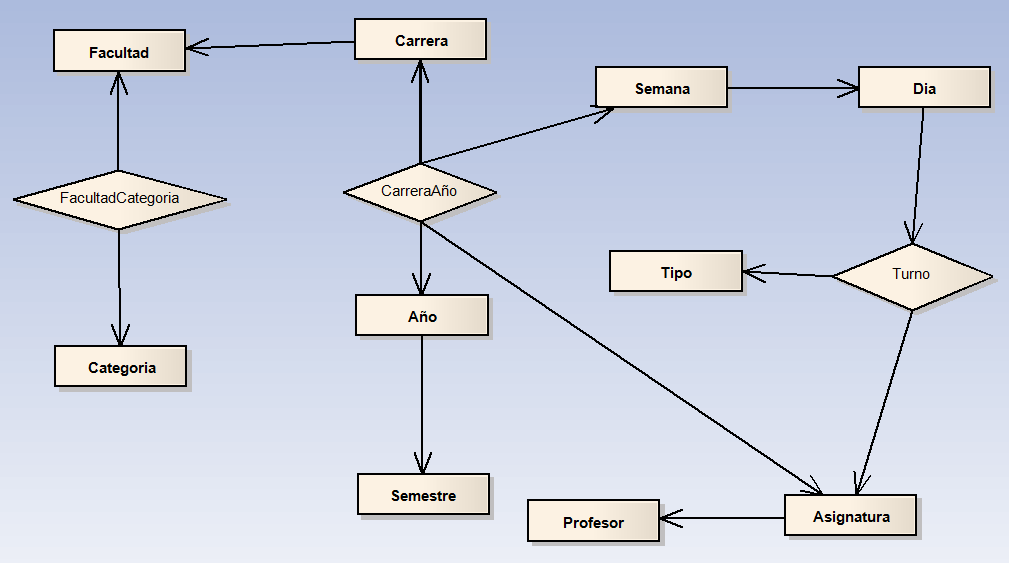 Facultad
Carrera
Semana
Dia
FacultadCategoria
CarreraAño
Tipo
Turno
Año
Categoria
Semestre
Profesor
Asignatura